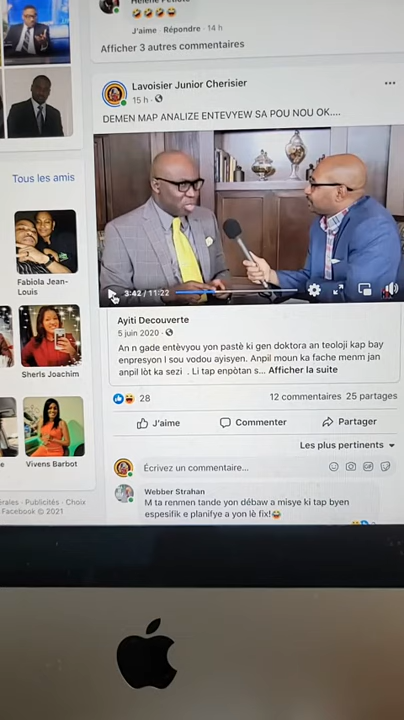 J'aime · Répondre · 14 h
Afficher 3 autres commentaires
Lavoisier Junior Cherisier
15 h ·
DEMEN MAP ANALIZE ENTEVYEW SA POU NOU OK....
Tous les amis
3:42 / 11:22
Fabiola Jean-
Louis
Ayiti Decouverte
5 juin 2020 ·
An n gade entèvyou yon pastè ki gen doktora an teoloji kap bay
enpresyon l sou vodou ayisyen. Anpil moun ka fache menm jan
anpil lòt ka sezi . Li tap enpòtan s... Afficher la suite
Sherls Joachim
28
12 commentaires 25 partages
J'aime
Commenter
Partager
Les plus pertinents
e
Vivens Barbot
Écrivez un commentaire...
GIF
Webber Strahan
M ta renmen tande yon débaw a misye ki tap byen
espesifik e planifye a yon lè fix!
érales · Publicités · Choix
Facebook © 2021